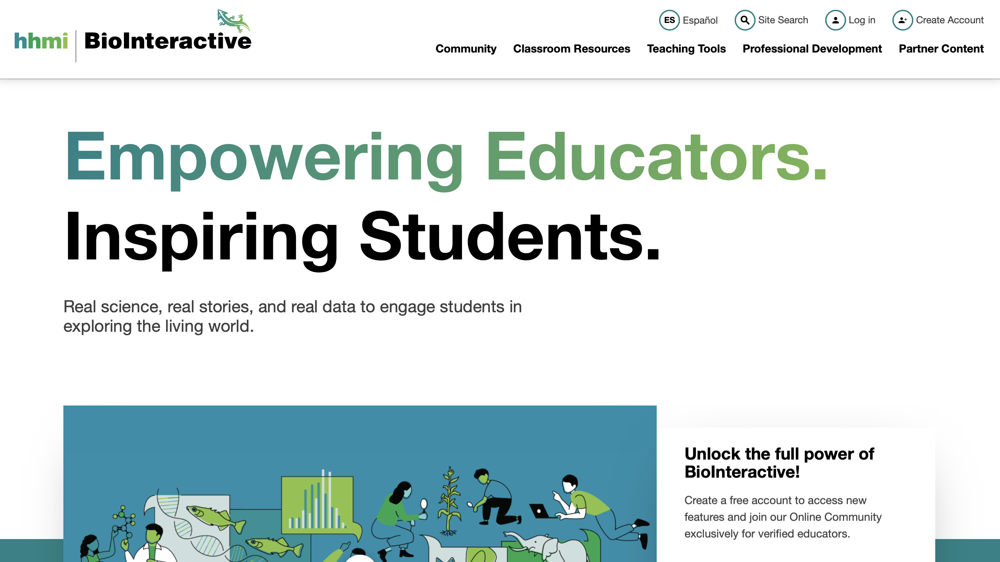 hhmi BioInteractive
ES Español Site Search Log in Create Account
Community Classroom Resources Teaching Tools Professional Development Partner Content
Empowering Educators.
Inspiring Students.
Real science, real stories, and real data to engage students in
exploring the living world.
Unlock the full power of
BioInteractive!
Create a free account to access new
features and join our Online Community
exclusively for verified educators.